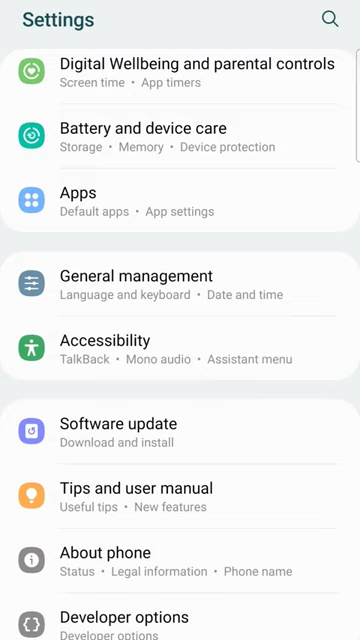 Settings
Digital Wellbeing and parental controls
Screen time • App timers
Battery and device care
Storage • Memory • Device protection
Apps
Default apps • App settings
General management
Language and keyboard • Date and time
Accessibility
TalkBack • Mono audio • Assistant menu
Software update
Download and install
Tips and user manual
Useful tips • New features
About phone
Status • Legal information • Phone name
Developer options
Developer options